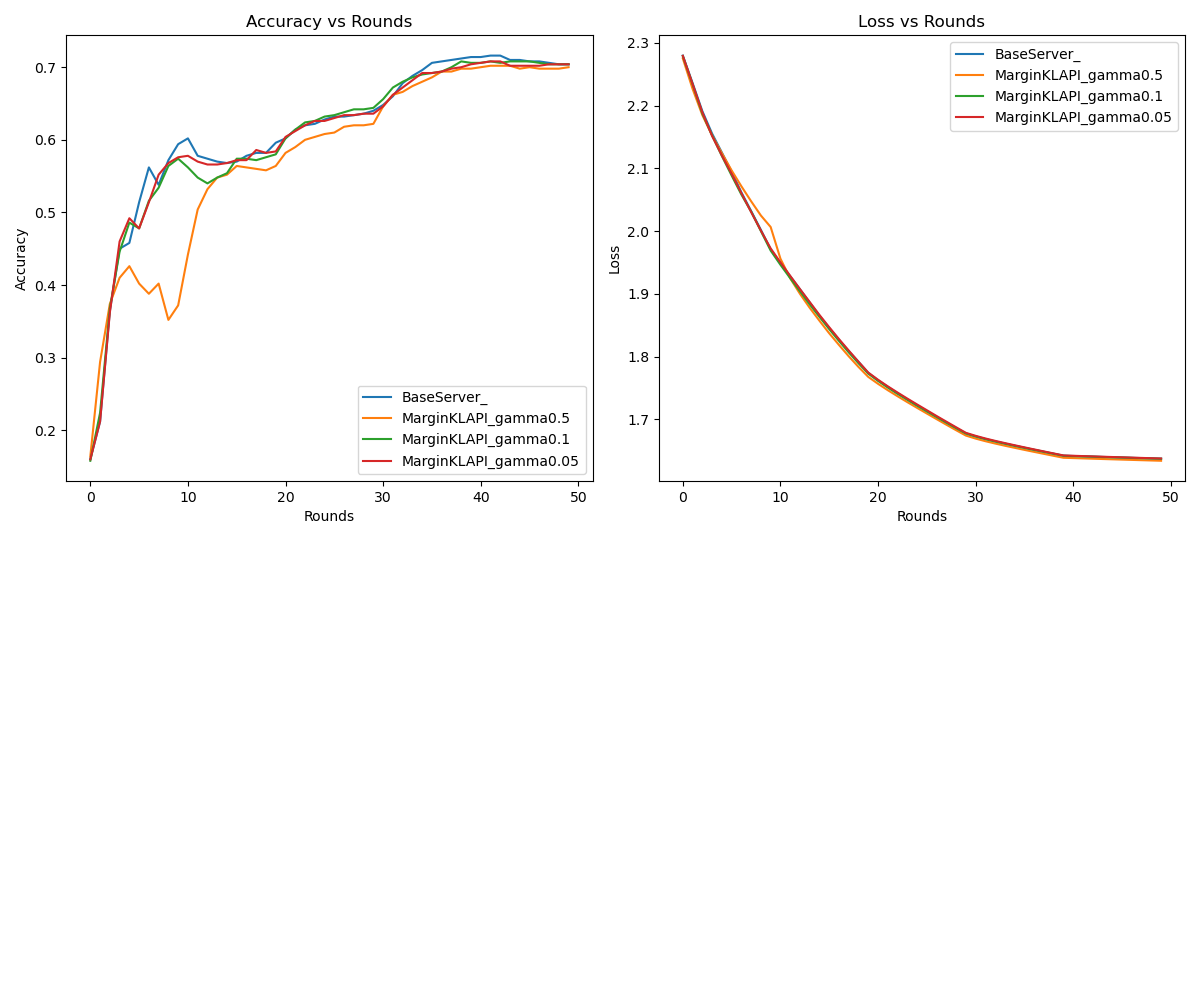 Accuracy vs Rounds
Accuracy
0.7
0.6
0.5
0.4
0.3
0.2
0 10 20 30 40 50
Rounds
BaseServer_
MarginKLAPI_gamma0.5
MarginKLAPI_gamma0.1
MarginKLAPI_gamma0.05
Loss vs Rounds
Loss
2.3
2.2
2.1
2.0
1.9
1.8
1.7
0 10 20 30 40 50
Rounds
BaseServer_
MarginKLAPI_gamma0.5
MarginKLAPI_gamma0.1
MarginKLAPI_gamma0.05